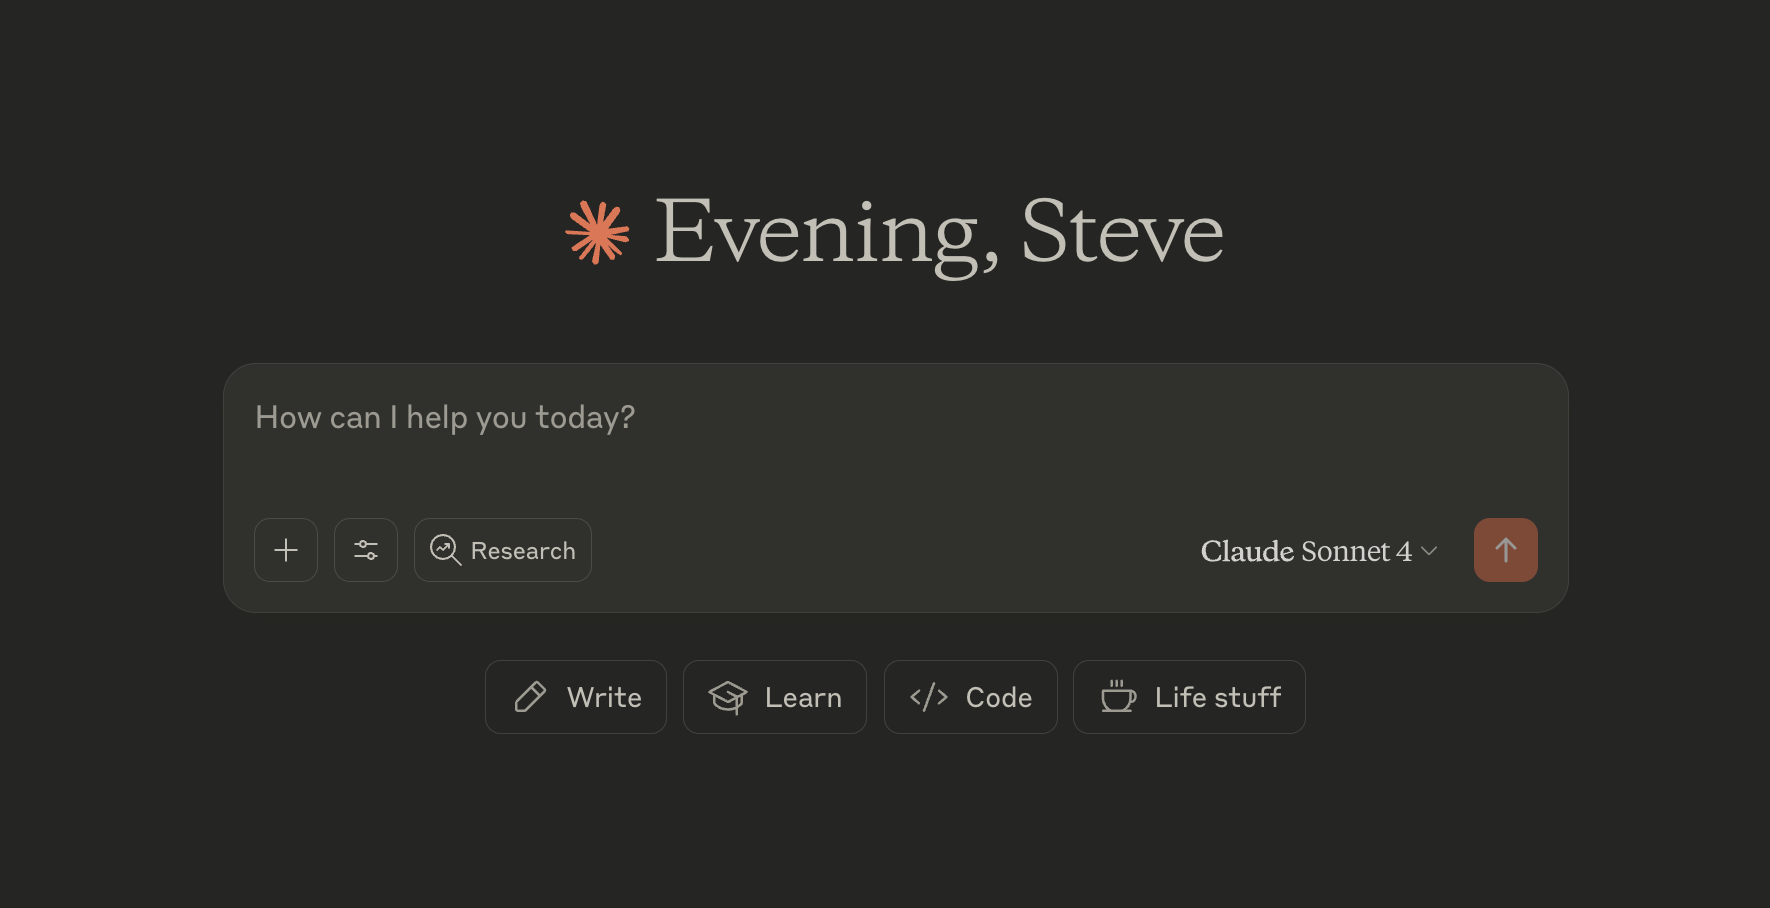 Evening, Steve
How can I help you today?
Research
Claude Sonnet 4
Write
Learn
Code
Life stuff